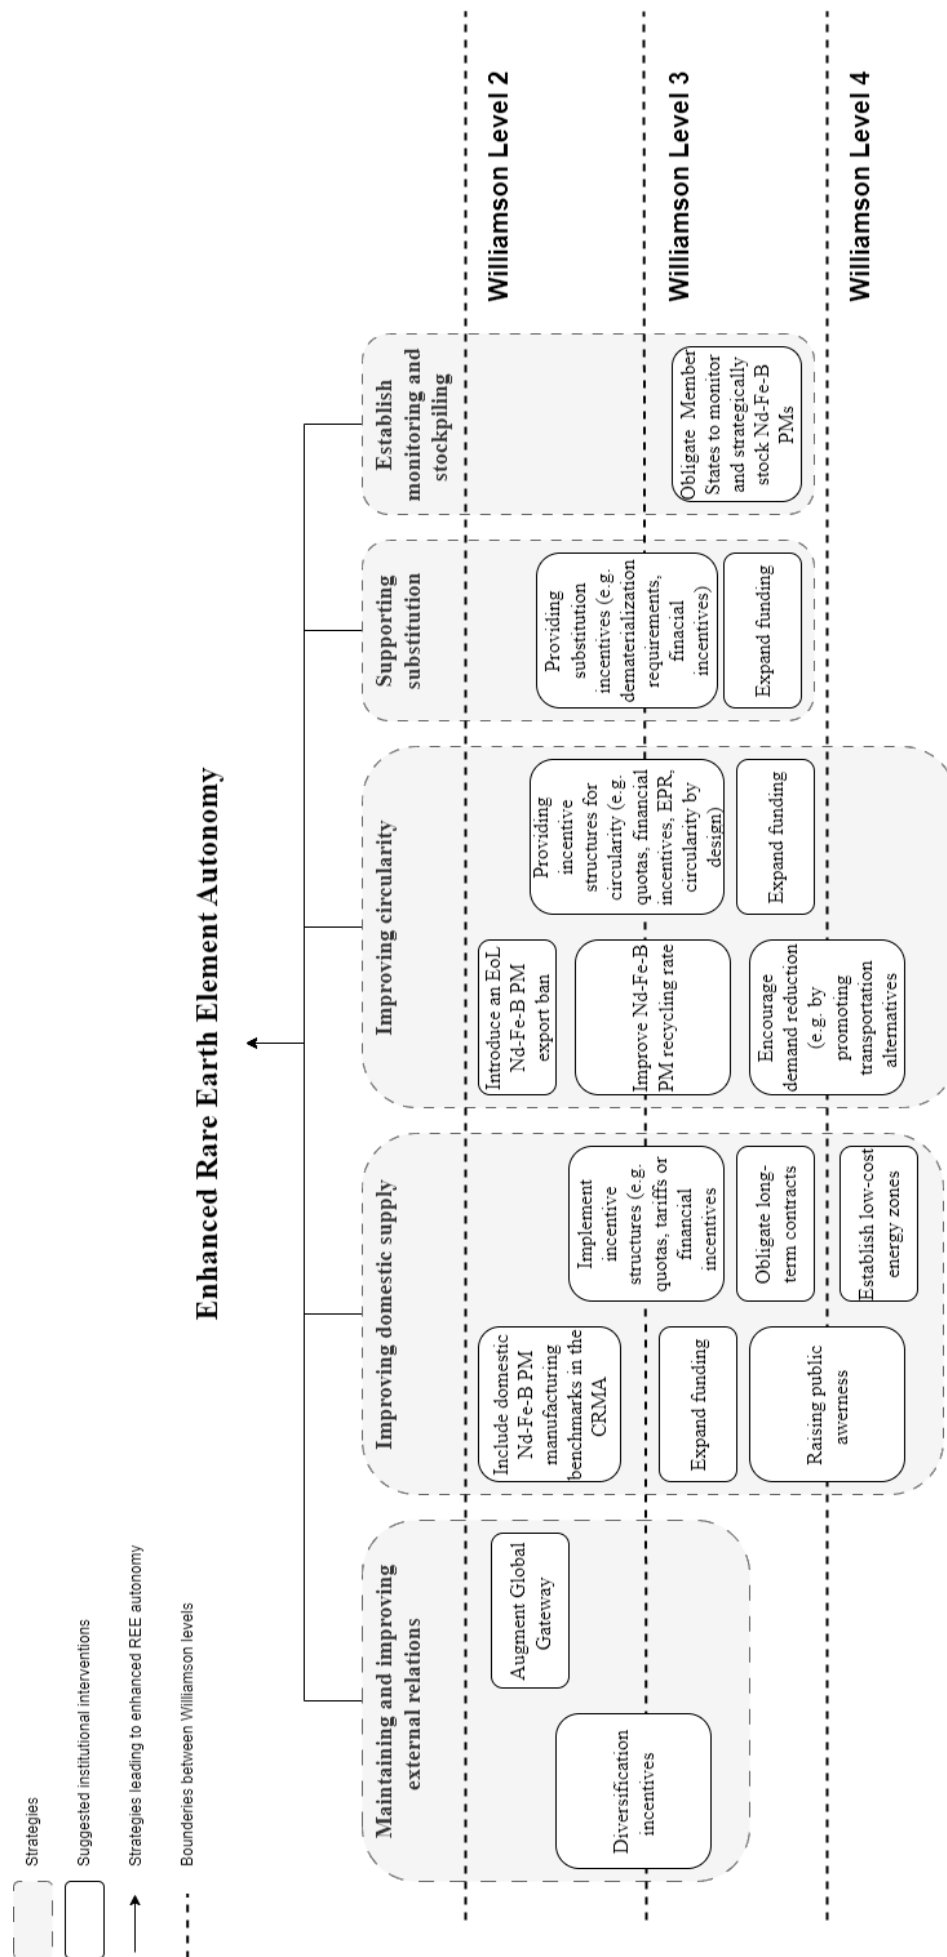 Strategies
Suggested institutional interventions
Strategies leading to enhanced REE autonomy
Bounderies between Williamson levels
Enhanced Rare Earth Element Autonomy
Maintaining and improving
external relations
Diversification
incentives
Augment Global
Gateway
Improving domestic supply
Include domestic
Nd-Fe-B PM
manufacturing
benchmarks in the
CRMA
Expand funding
Raising public
awerness
Implement
incentive
structures (e.g.
quotas, tariffs or
financial
incentives
Obligate long-
term contracts
Establish low-cost
energy zones
Improving circularity
Introduce an EoL
Nd-Fe-B PM
export ban
Improve Nd-Fe-B
PM recycling rate
Encourage
demand reduction
(e.g. by
promoting
transportation
alternatives
Providing
incentive
structures for
circularity (e.g.
quotas, financial
incentives, EPR,
circularity by
design)
Expand funding
Supporting
substitution
Providing
substitution
incentives (e.g.
dematerialization
requirements,
finacial
incentives)
Expand funding
Establish
monitoring and
stockpiling
Obligate Member
States to monitor
and strategically
stock Nd-Fe-B
PMs
Williamson Level 2
Williamson Level 3
Williamson Level 4